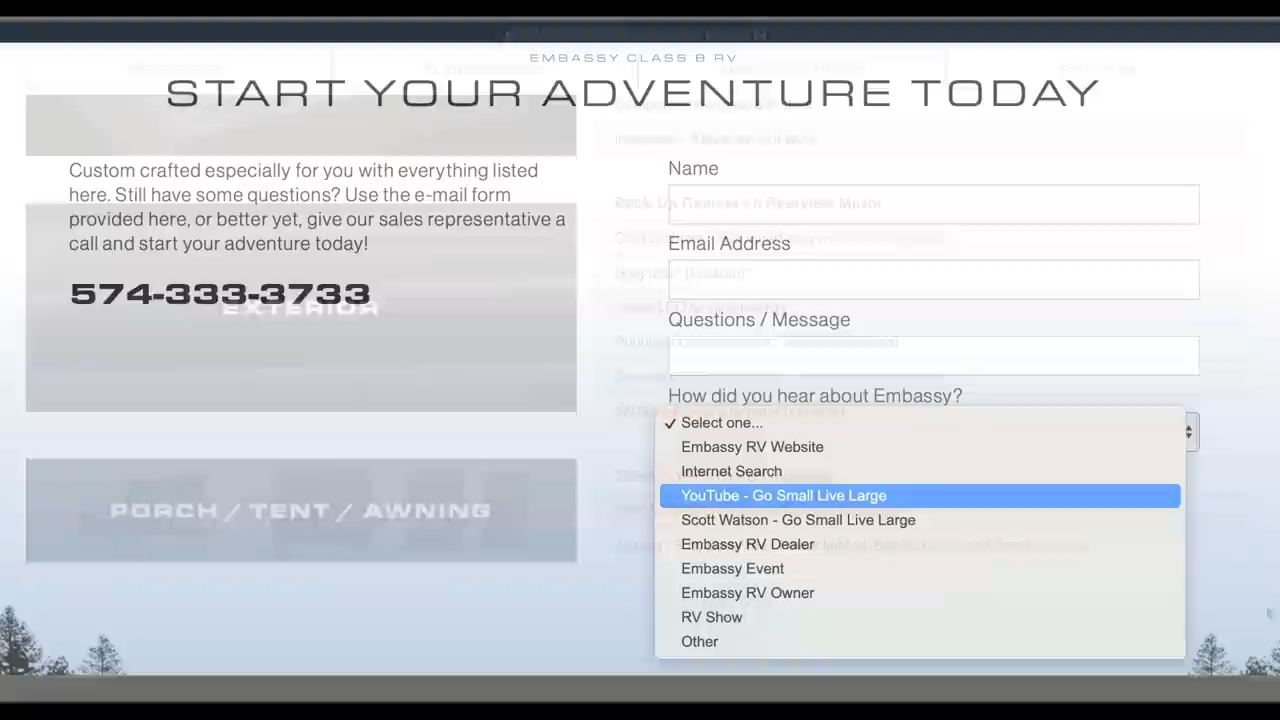 EMBASSY CLASS B RV
START YOUR ADVENTURE TODAY
Custom crafted especially for you with everything listed
here. Still have some questions? Use the e-mail form
provided here, or better yet, give our sales representative a
call and start your adventure today!
574-333-3733
EXTERIOR
PORCH / TENT / AWNING
Name
Email Address
Questions / Message
How did you hear about Embassy?
✓ Select one...
Embassy RV Website
Internet Search
YouTube - Go Small Live Large
Scott Watson - Go Small Live Large
Embassy RV Dealer
Embassy Event
Embassy RV Owner
RV Show
Other